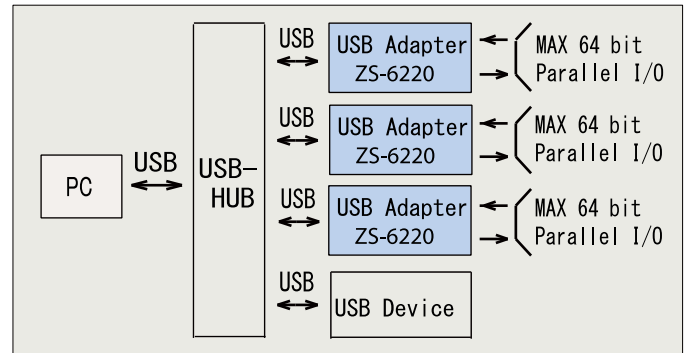 PC
USB
USB-
HUB
USB
USB Adapter
ZS-6220
MAX 64 bit
Parallel I/O
USB
USB Adapter
ZS-6220
MAX 64 bit
Parallel I/O
USB
USB Adapter
ZS-6220
MAX 64 bit
Parallel I/O
USB
USB Device